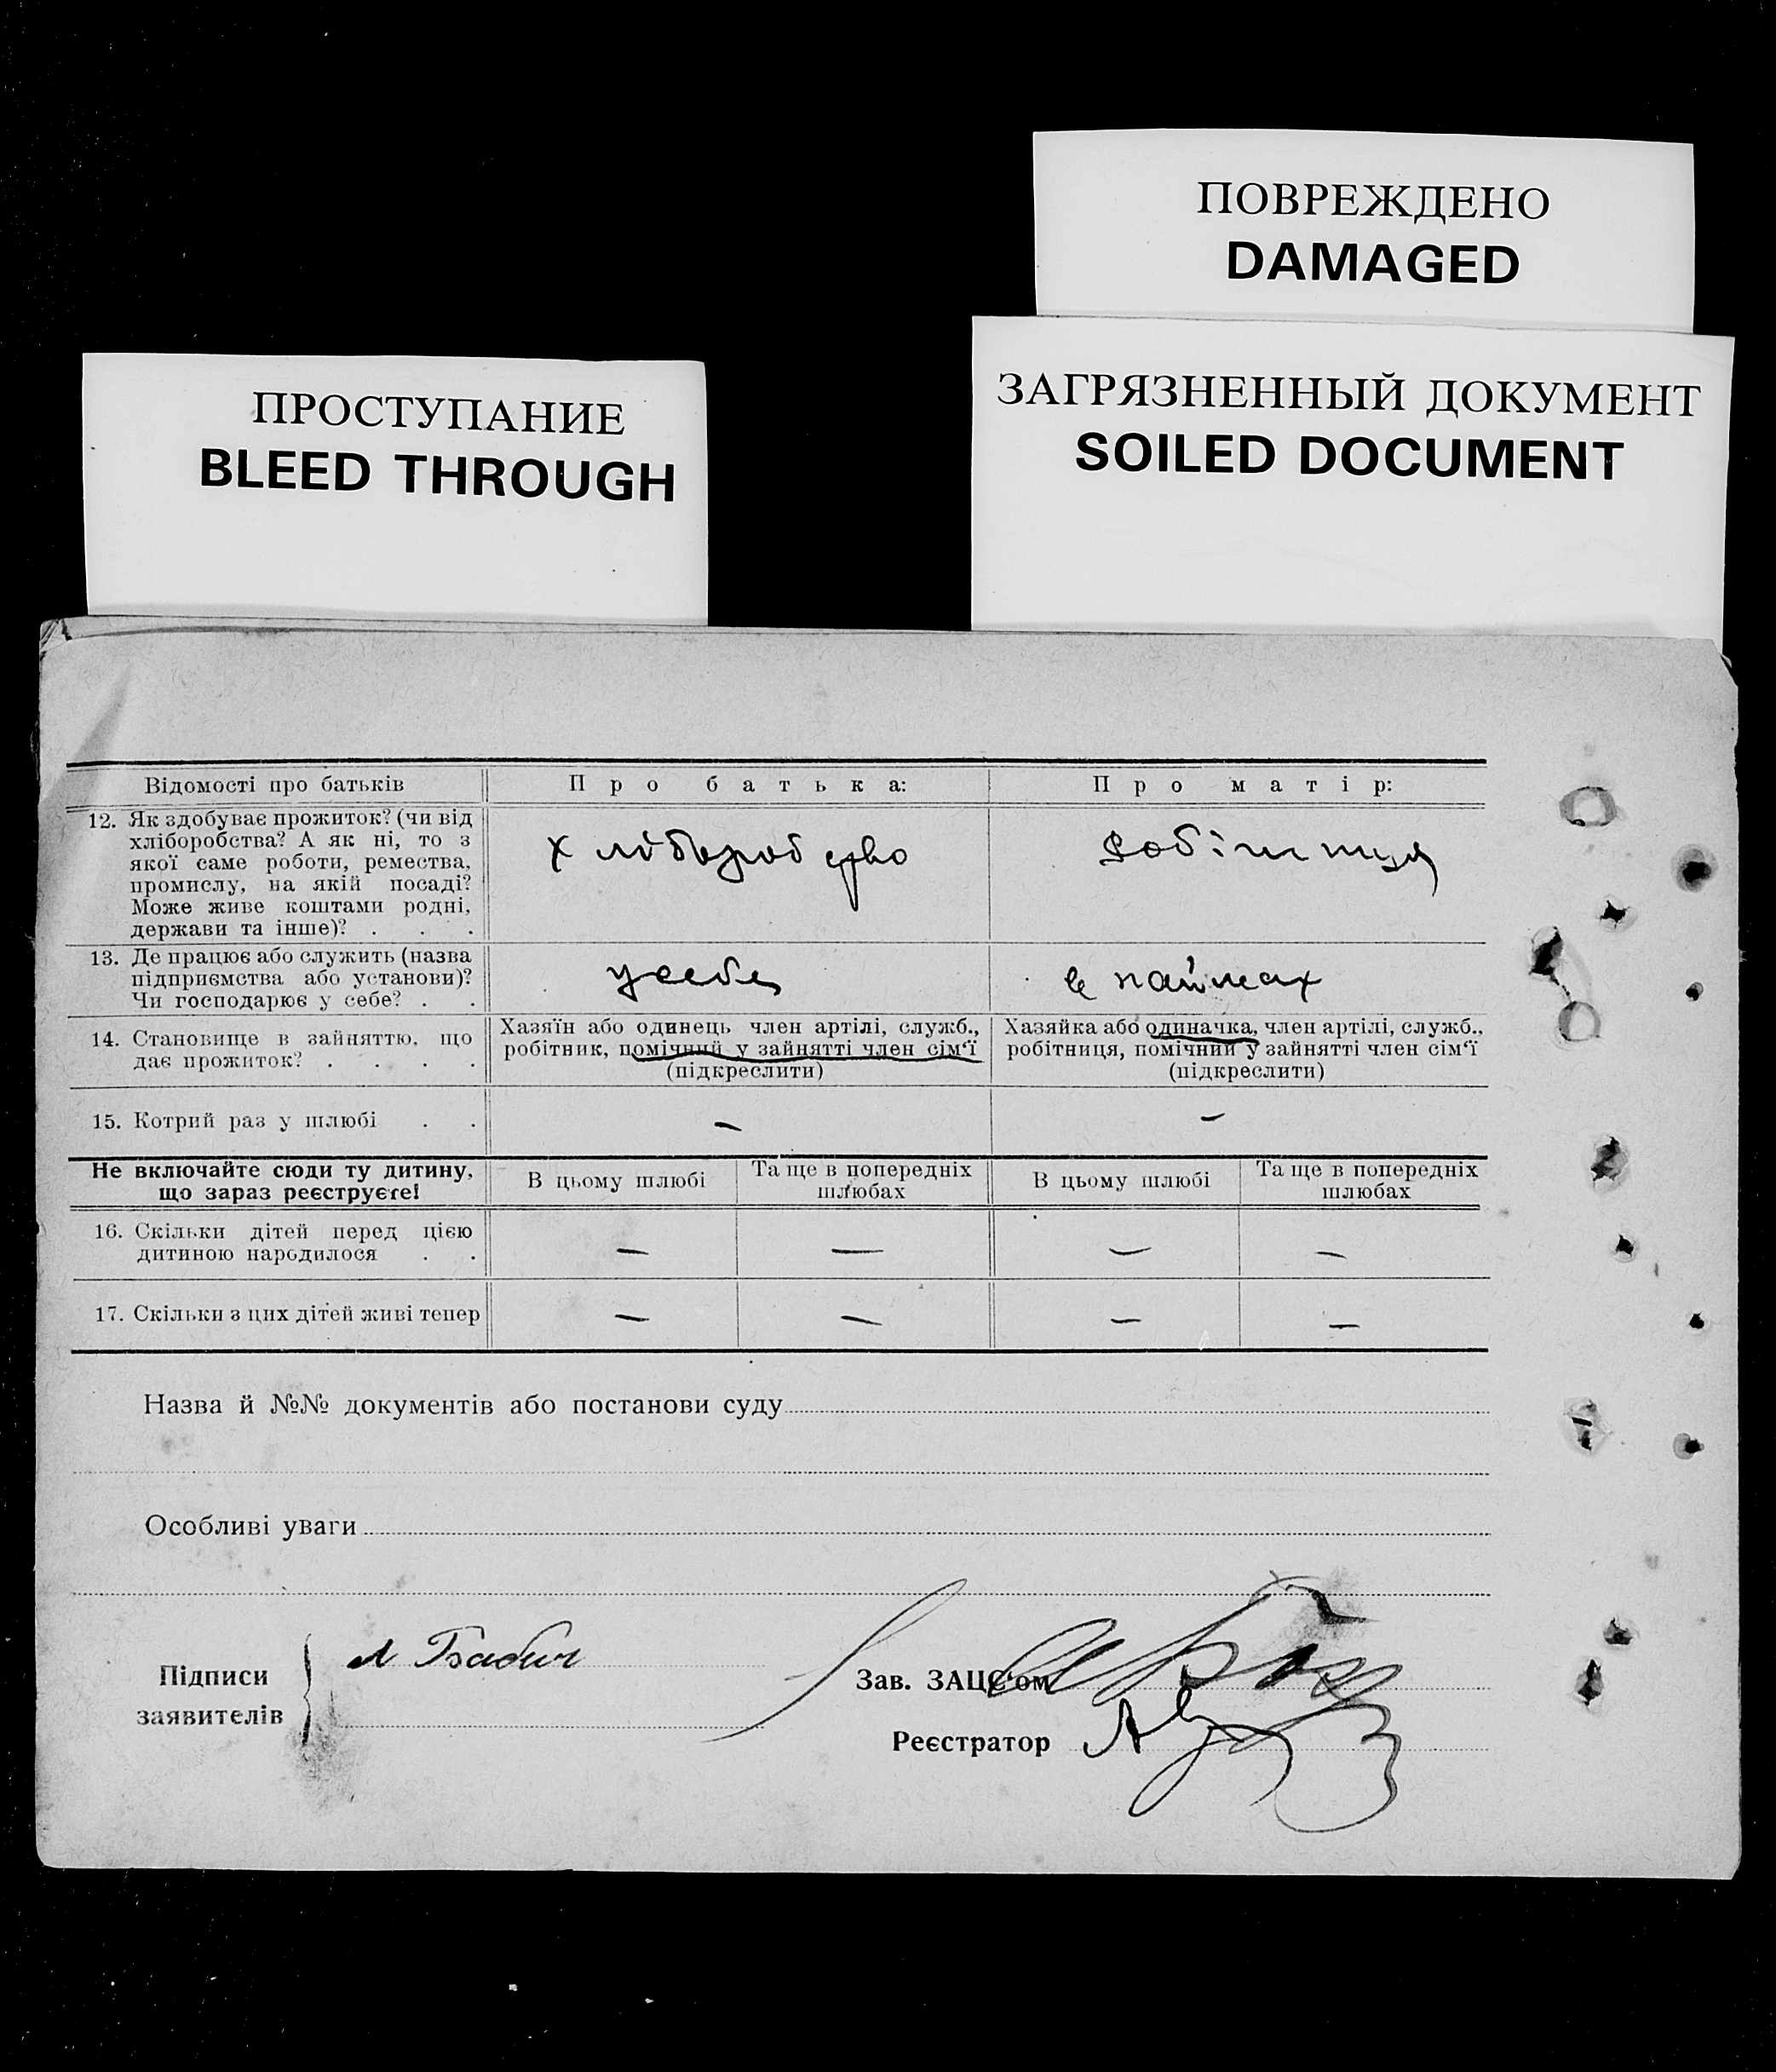 ПОВРЕЖДЕНО
DAMAGED
ЗАГРЯЗНЕННЫЙ ДОКУМЕНТ
SOILED DOCUMENT
ПРОСТУПАНИЕ
BLEED THROUGH
Відомості про батьків
Про батька:
Про матір:
12. Як здобуває прожиток? (чи від
хліборобства? А як ні, то з
якої саме роботи, ремества,
промислу, на якій посаді?
Може живе коштами родні,
держави та інше)? . . .
хліборобство
робітниця
13. Де працює або служить (назва
підприємства або установи)?
Чи господарює у себе? . .
у себе
в наймах
14. Становище в зайняттю, що
дає прожиток? . . . .
Хазяїн або одинець член артілі, служб.,
робітник, помічний у зайнятті член сім‘ї
(підкреслити)
Хазяйка або одиначка, член артілі, служб.,
робітниця, помічний у зайнятті член сім‘ї
(підкреслити)
15. Котрий раз у шлюбі . .
—
—
Не включайте сюди ту дитину,
що зараз реєструєте!
В цьому шлюбі
Та ще в попередніх
шлюбах
В цьому шлюбі
Та ще в попередніх
шлюбах
16. Скільки дітей перед цією
дитиною народилося . .
— — — —
17. Скільки з цих дітей живі тепер
— — — —
Назва й №№ документів або постанови суду
Особливі уваги
Підписи
заявителів
Зав. ЗАЦС‘ом
Реєстратор